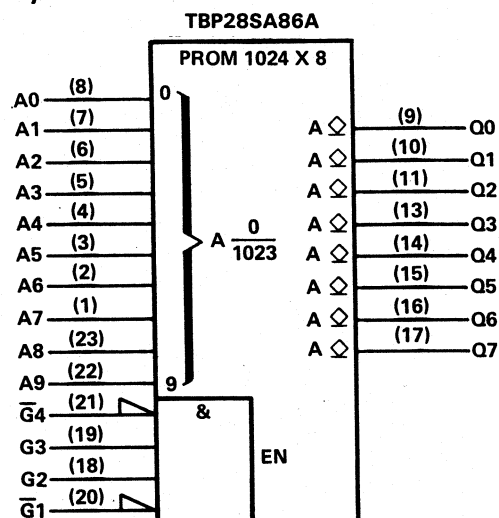 TBP28SA86A
PROM 1024 X 8
A0 (8) 0 A ◇ (9) Q0
A1 (7) A ◇ (10) Q1
A2 (6) A ◇ (11) Q2
A3 (5) A ◇ (13) Q3
A4 (4) A 0/1023 A ◇ (14) Q4
A5 (3) A ◇ (15) Q5
A6 (2) A ◇ (16) Q6
A7 (1) A ◇ (17) Q7
A8 (23)
A9 (22) 9
G̅4 (21) &
G3 (19) EN
G2 (18)
G̅1 (20)